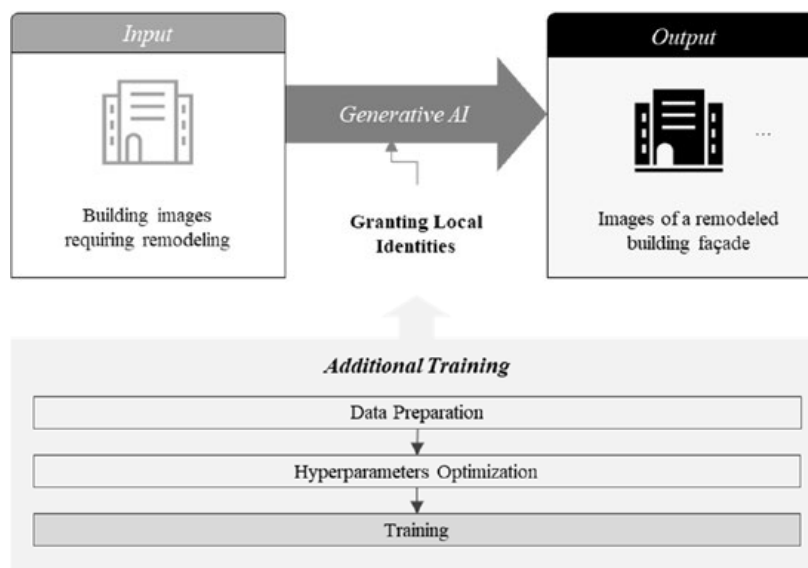 Input
Generative AI
Output
Building images
requiring remodeling
Granting Local
Identities
...
Images of a remodeled
building façade
Additional Training
Data Preparation
Hyperparameters Optimization
Training